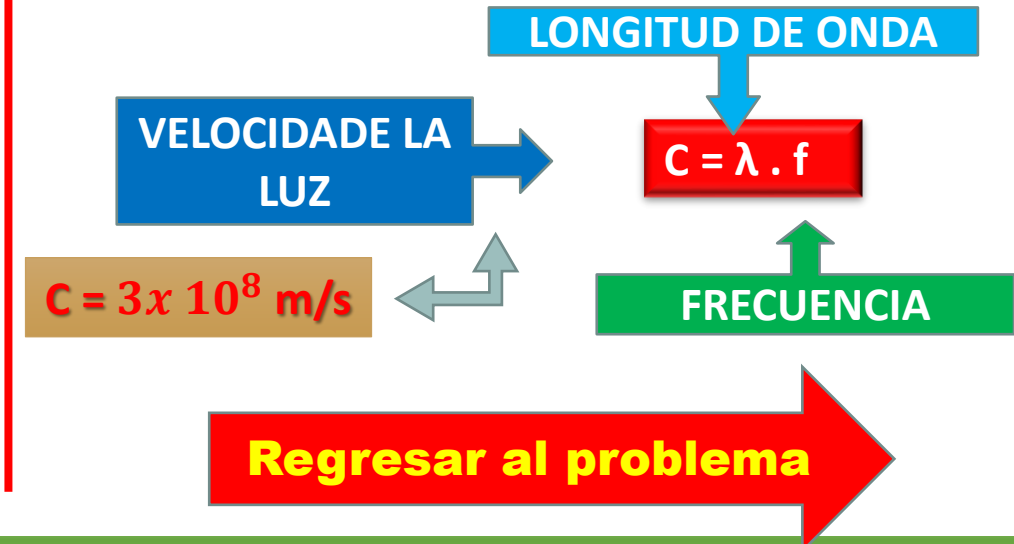 LONGITUD DE ONDA
VELOCIDADE LA
LUZ
C = λ . f
C = 3x 10⁸ m/s
FRECUENCIA
Regresar al problema